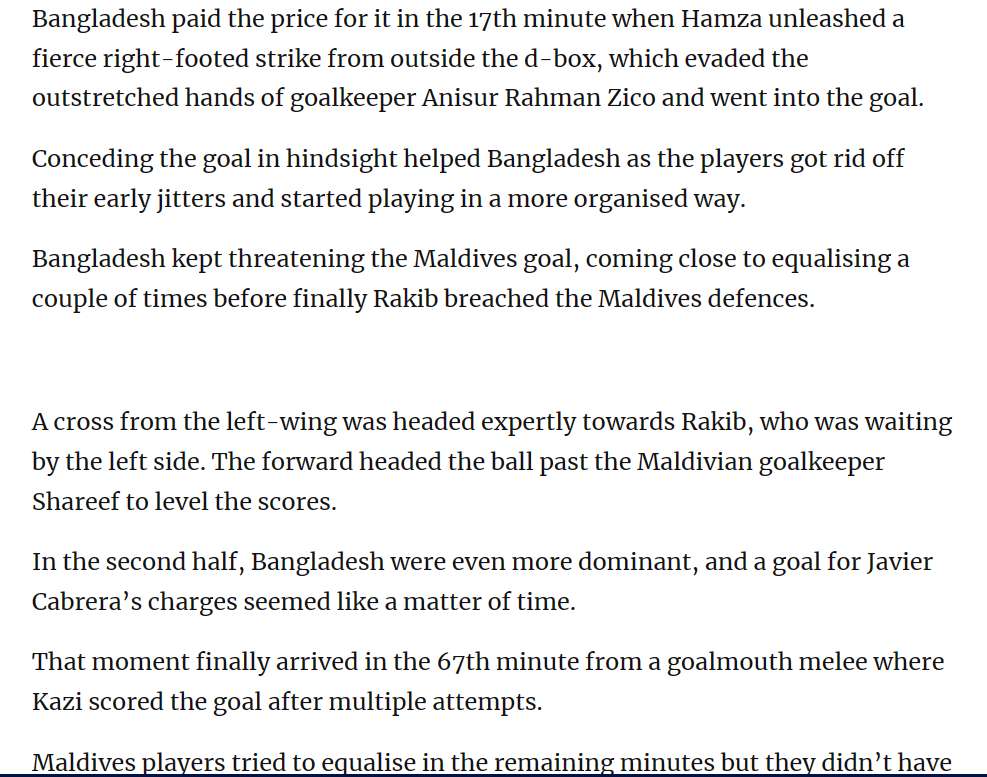 Bangladesh paid the price for it in the 17th minute when Hamza unleashed a
fierce right-footed strike from outside the d-box, which evaded the
outstretched hands of goalkeeper Anisur Rahman Zico and went into the goal.
Conceding the goal in hindsight helped Bangladesh as the players got rid off
their early jitters and started playing in a more organised way.
Bangladesh kept threatening the Maldives goal, coming close to equalising a
couple of times before finally Rakib breached the Maldives defences.
A cross from the left-wing was headed expertly towards Rakib, who was waiting
by the left side. The forward headed the ball past the Maldivian goalkeeper
Shareef to level the scores.
In the second half, Bangladesh were even more dominant, and a goal for Javier
Cabrera’s charges seemed like a matter of time.
That moment finally arrived in the 67th minute from a goalmouth melee where
Kazi scored the goal after multiple attempts.
Maldives players tried to equalise in the remaining minutes but they didn’t have